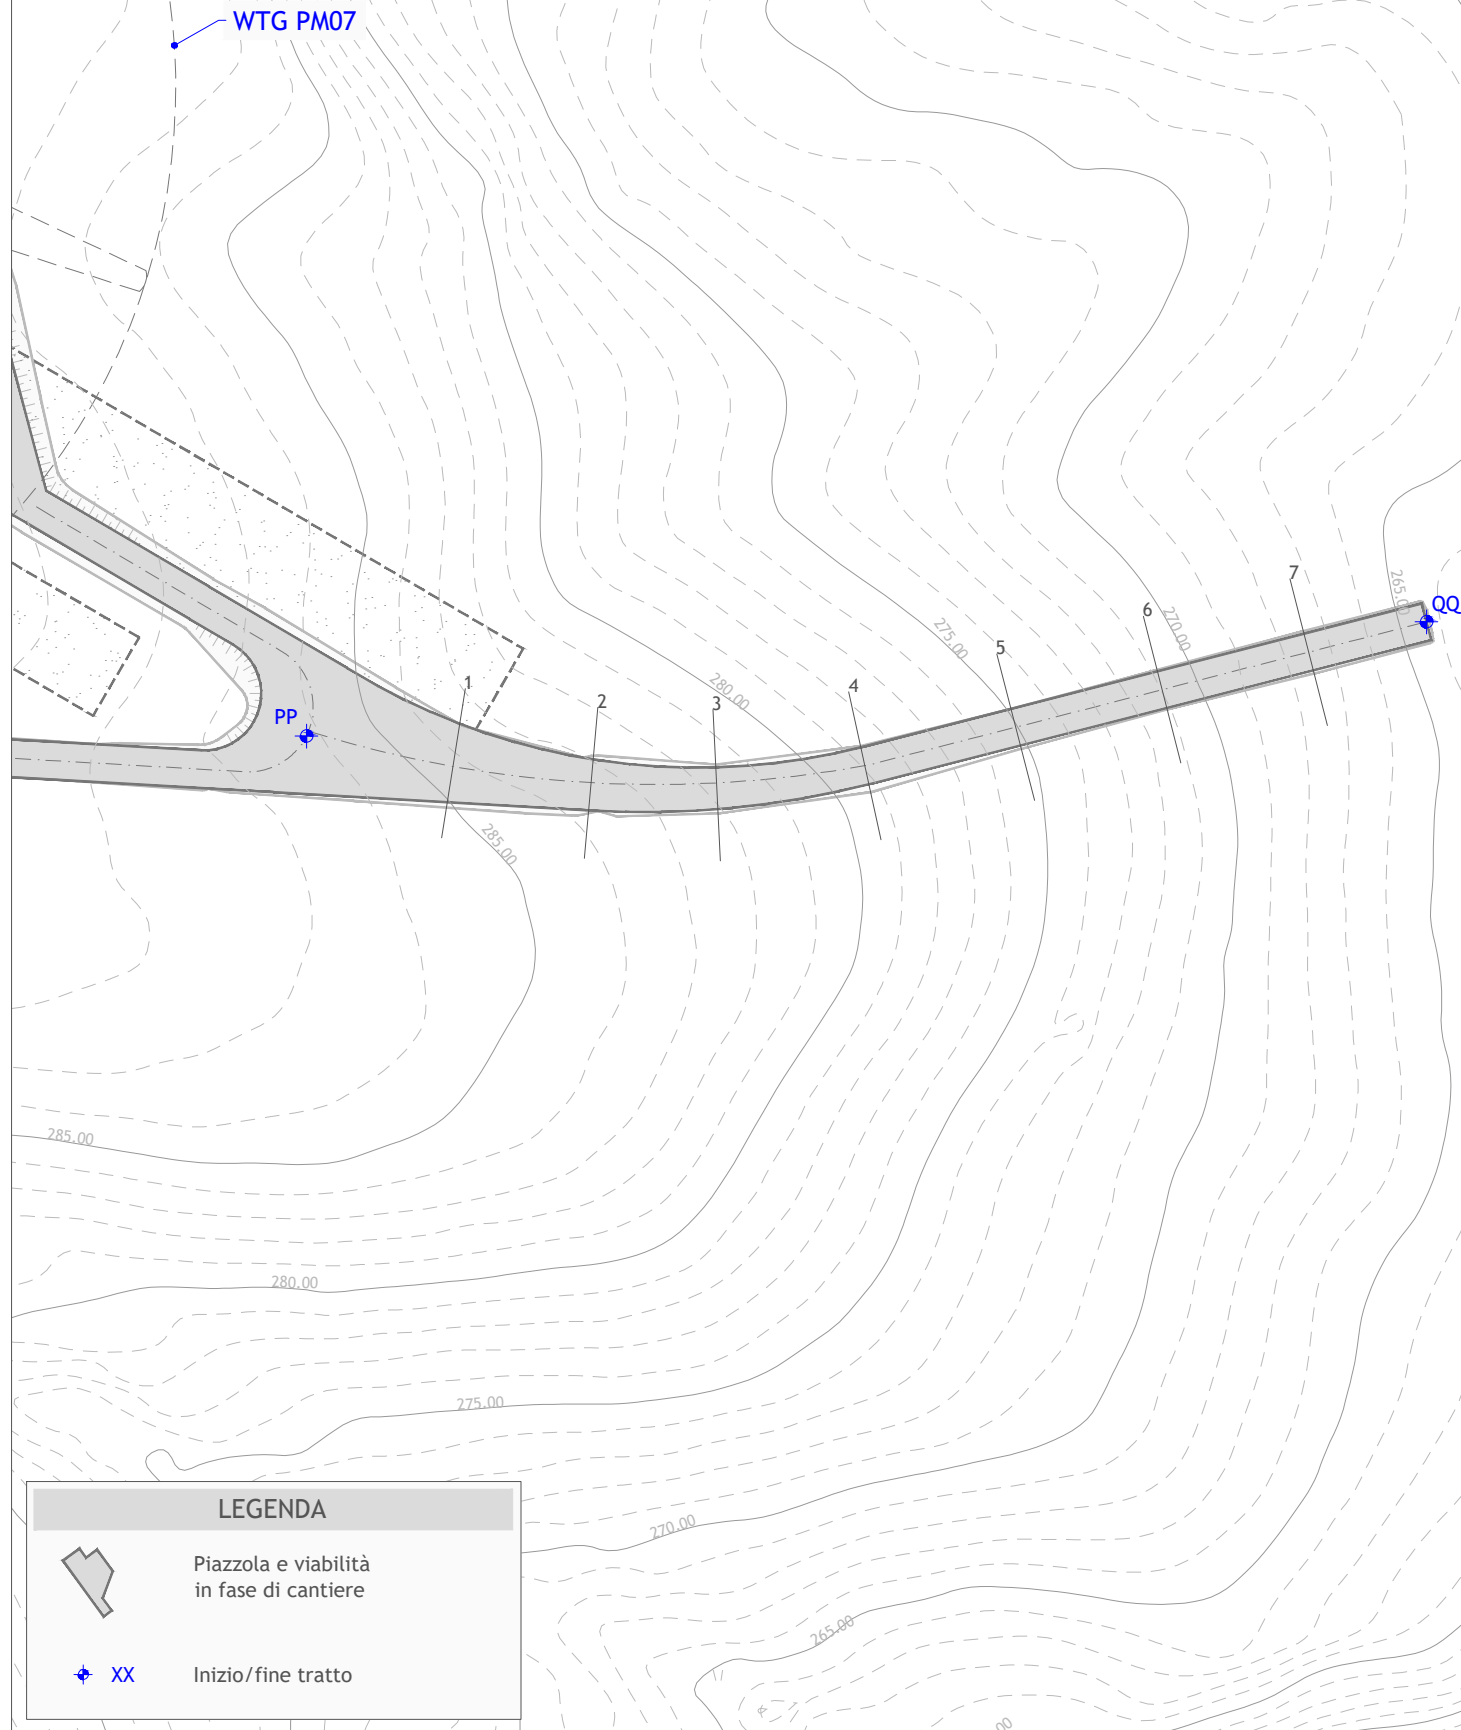 WTG PM07
7
265.00
QQ
6
270.00
275.00
5
4
280.00
1
2
3
PP
285.00
285.00
280.00
275.00
270.00
265.00
LEGENDA
Piazzola e viabilità
in fase di cantiere
XX
Inizio/fine tratto